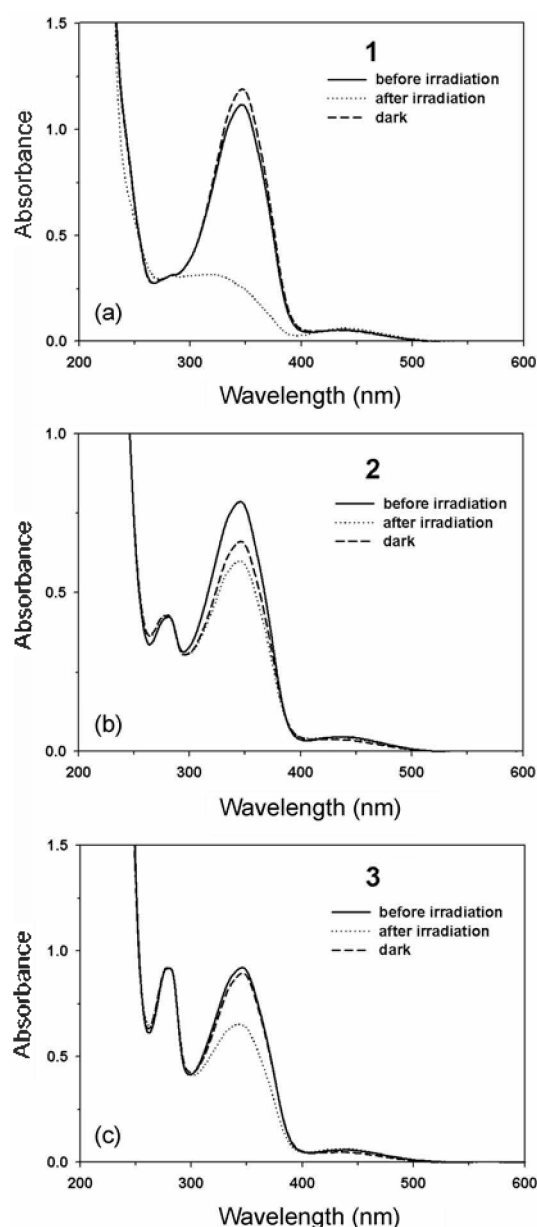 1
before irradiation
after irradiation
dark
1.5
1.0
0.5
0.0
Absorbance
(a)
200 300 400 500 600
Wavelength (nm)
2
before irradiation
after irradiation
dark
1.0
0.5
0.0
Absorbance
(b)
200 300 400 500 600
Wavelength (nm)
3
before irradiation
after irradiation
dark
1.5
1.0
0.5
0.0
Absorbance
(c)
200 300 400 500 600
Wavelength (nm)